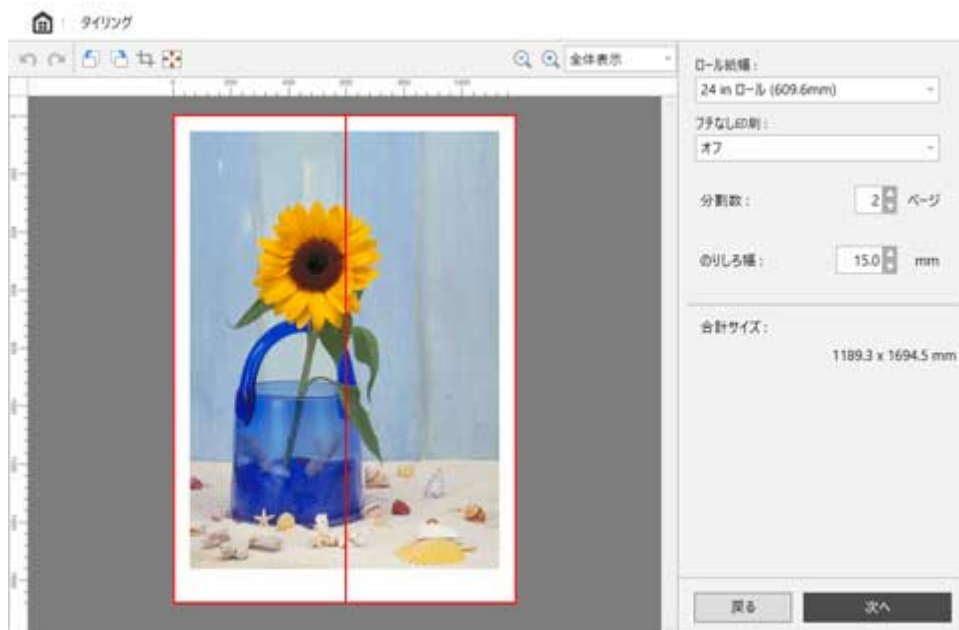 タイリング
全体表示
ロール紙幅：
24 in ロール (609.6mm)
フチなし印刷：
オフ
分割数： 2 ページ
のりしろ幅： 15.0 mm
合計サイズ：
1189.3 x 1694.5 mm
戻る 次へ